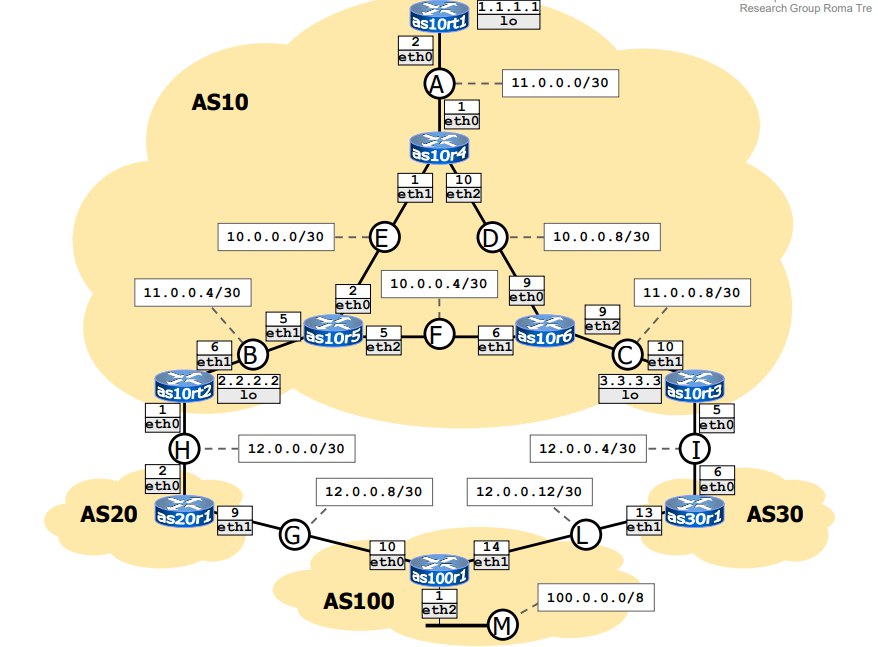 Research Group Roma Tre
1.1.1.1
as10rt1
lo
2
eth0
A
11.0.0.0/30
AS10
1
eth0
as10r4
1
10
eth1
eth2
10.0.0.0/30
E
D
10.0.0.8/30
10.0.0.4/30
9
eth0
11.0.0.4/30
2
eth0
11.0.0.8/30
5
eth1
9
eth2
as10r5
5
eth2
F
6
eth1
as10r6
6
eth1
B
C
10
eth1
as10rt2
2.2.2.2
lo
3.3.3.3
lo
as10rt3
1
eth0
5
eth0
H
12.0.0.0/30
12.0.0.4/30
I
2
eth0
6
eth0
12.0.0.8/30
12.0.0.12/30
AS20
as20r1
9
eth1
13
eth1
as30r1
AS30
G
L
10
eth0
14
eth1
as100r1
AS100
1
eth2
100.0.0.0/8
M